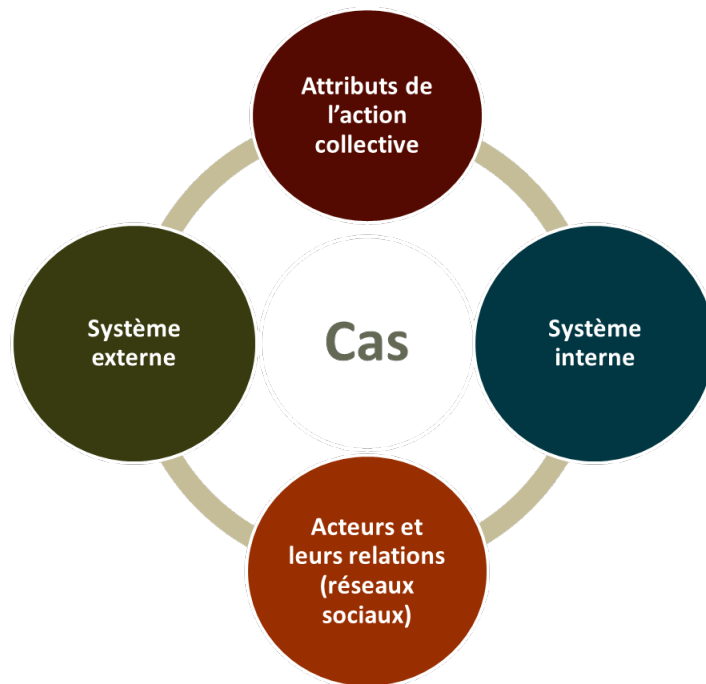 Attributs de
l’action
collective
Système
externe
Cas
Système
interne
Acteurs et
leurs relations
(réseaux
sociaux)